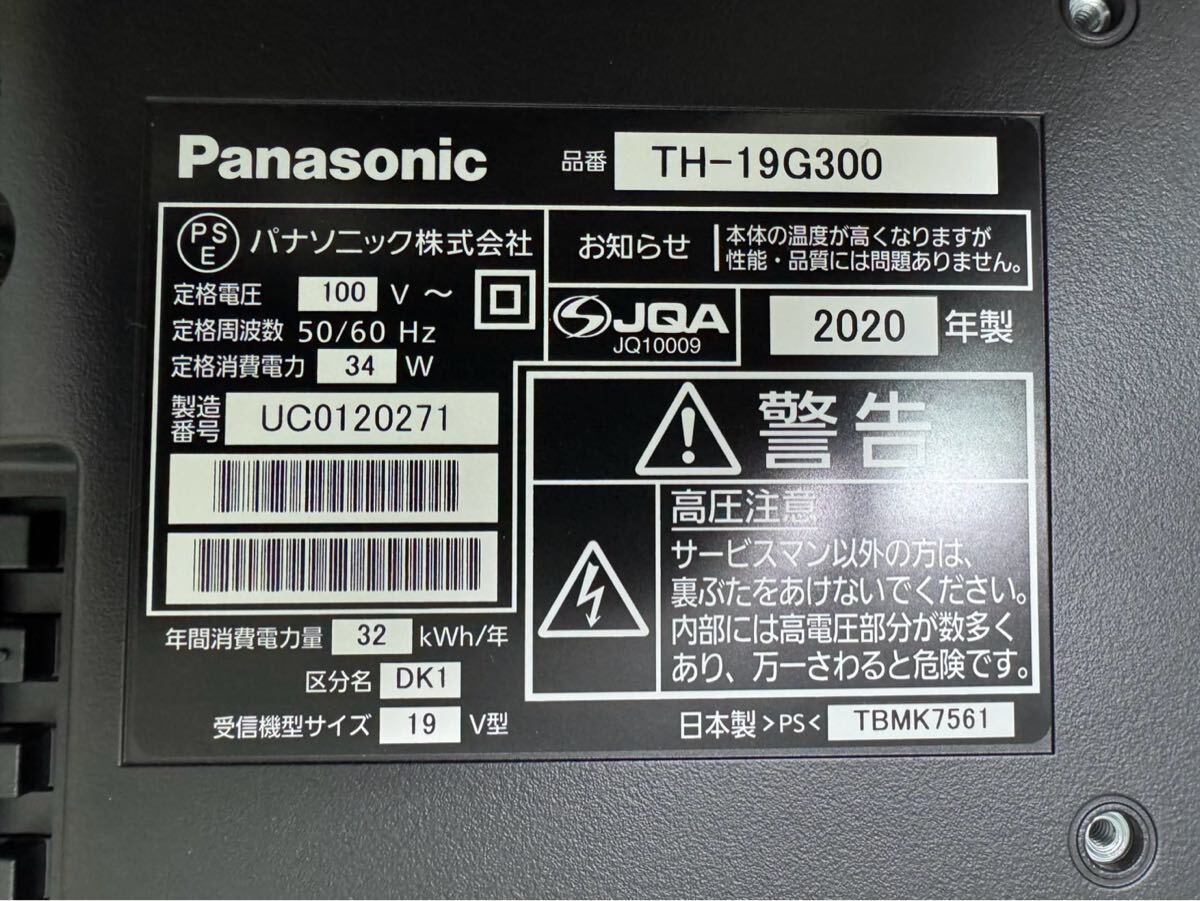 Panasonic
品番 TH-19G300
PSE パナソニック株式会社
定格電圧 100 V ～
定格周波数 50/60 Hz
定格消費電力 34 W
製造番号 UC0120271
お知らせ
本体の温度が高くなりますが
性能・品質には問題ありません。
JQA
JQ10009
2020 年製
警告
高圧注意
サービスマン以外の方は、
裏ぶたをあけないでください。
内部には高電圧部分が数多く
あり、万一さわると危険です。
年間消費電力量 32 kWh/年
区分名 DK1
受信機型サイズ 19 V型
日本製 >PS< TBMK7561